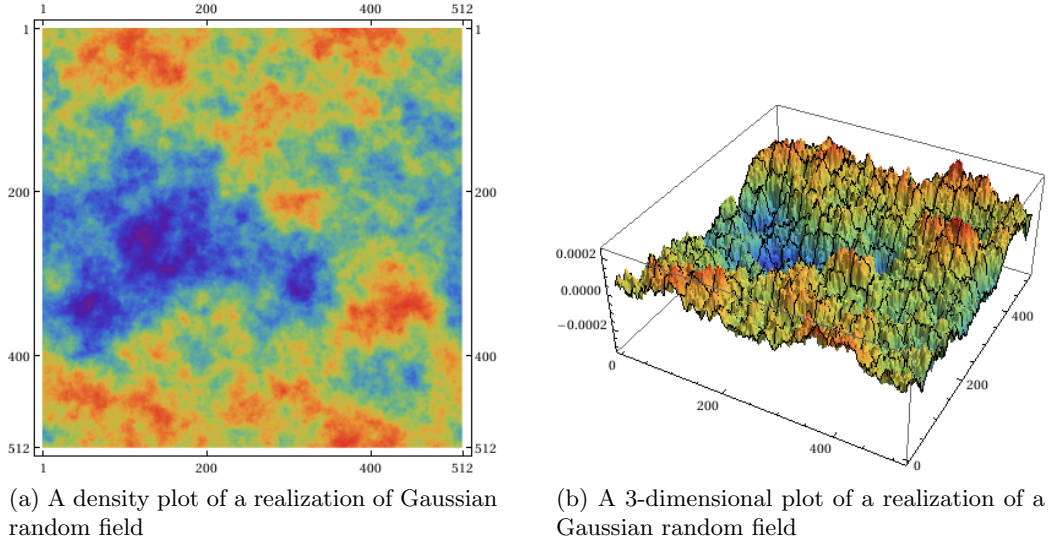 1 200 400 512
1 1
200 200
400 400
512 512
1 200 400 512
0.0002
0.0000
−0.0002
0
200
400
0
200
400
(a) A density plot of a realization of Gaussian
random field
(b) A 3-dimensional plot of a realization of a
Gaussian random field